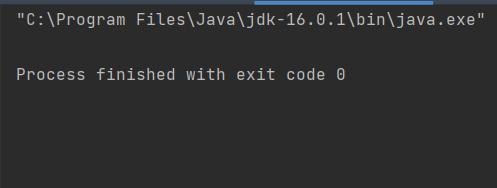 "C:\Program Files\Java\jdk-16.0.1\bin\java.exe"
Process finished with exit code 0